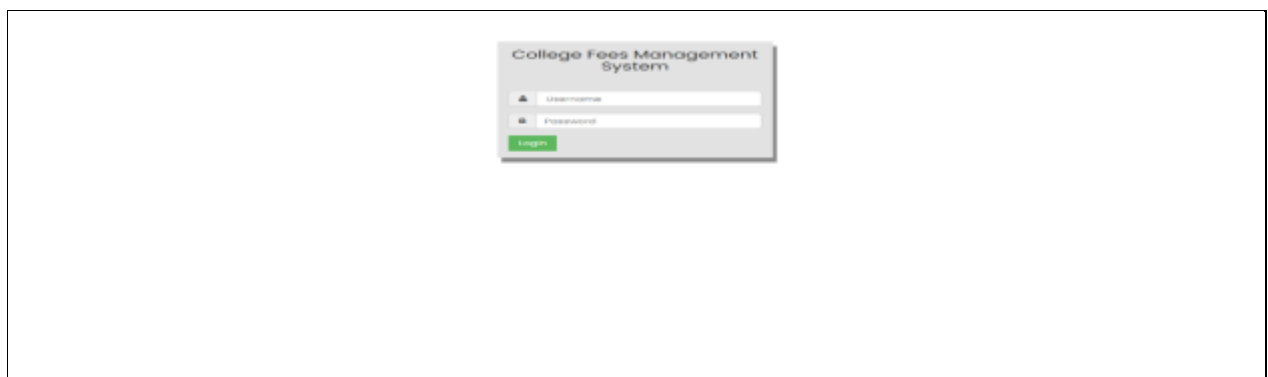 College Fees Management
System
Username
Password
Login